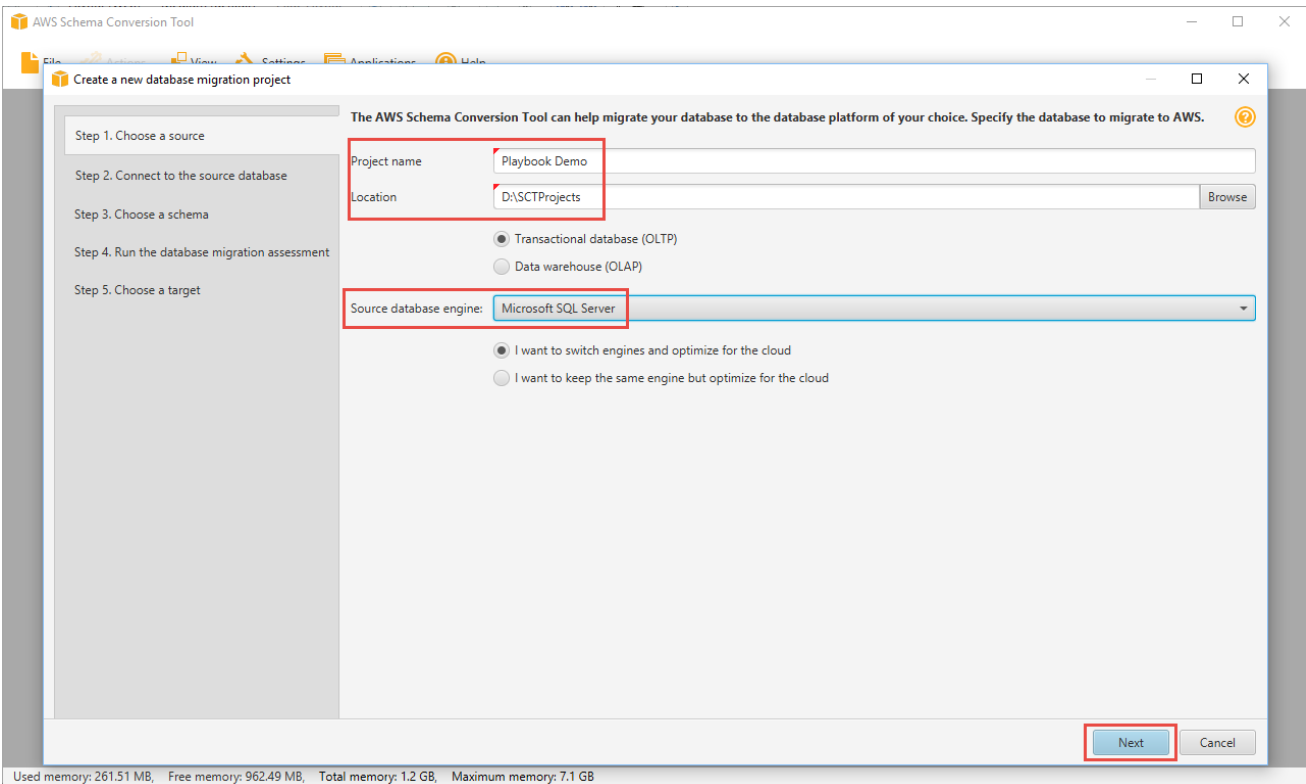 AWS Schema Conversion Tool
File Actions View Settings Applications Help
Create a new database migration project
Step 1. Choose a source
Step 2. Connect to the source database
Step 3. Choose a schema
Step 4. Run the database migration assessment
Step 5. Choose a target
The AWS Schema Conversion Tool can help migrate your database to the database platform of your choice. Specify the database to migrate to AWS.
Project name Playbook Demo
Location D:\SCTProjects Browse
Transactional database (OLTP)
Data warehouse (OLAP)
Source database engine: Microsoft SQL Server
I want to switch engines and optimize for the cloud
I want to keep the same engine but optimize for the cloud
Next Cancel
Used memory: 261.51 MB, Free memory: 962.49 MB, Total memory: 1.2 GB, Maximum memory: 7.1 GB